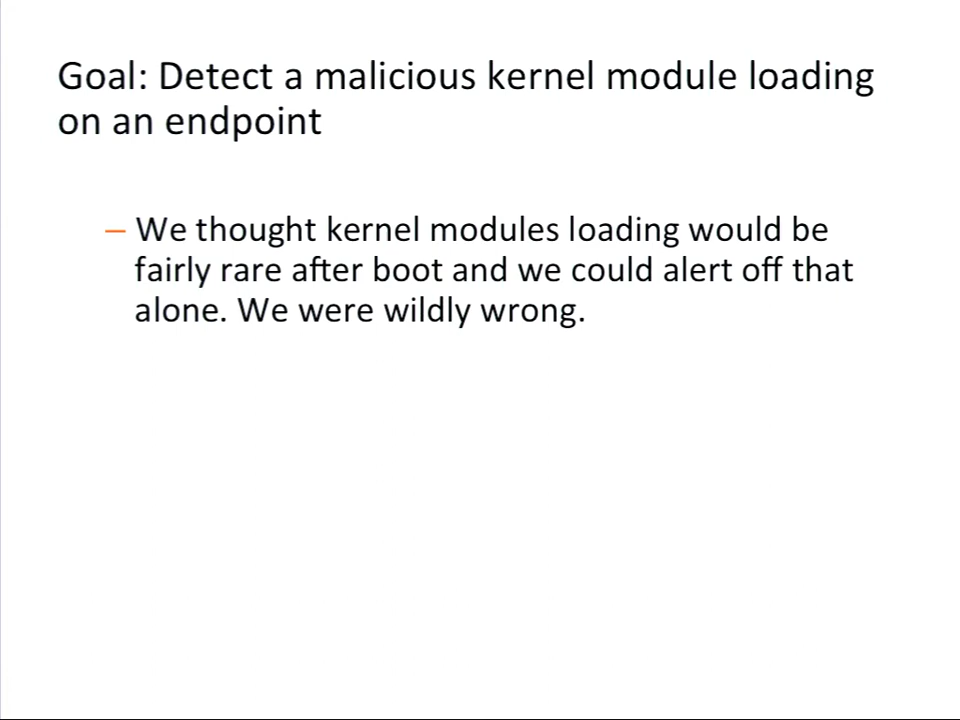 Goal: Detect a malicious kernel module loading
on an endpoint
– We thought kernel modules loading would be
fairly rare after boot and we could alert off that
alone. We were wildly wrong.